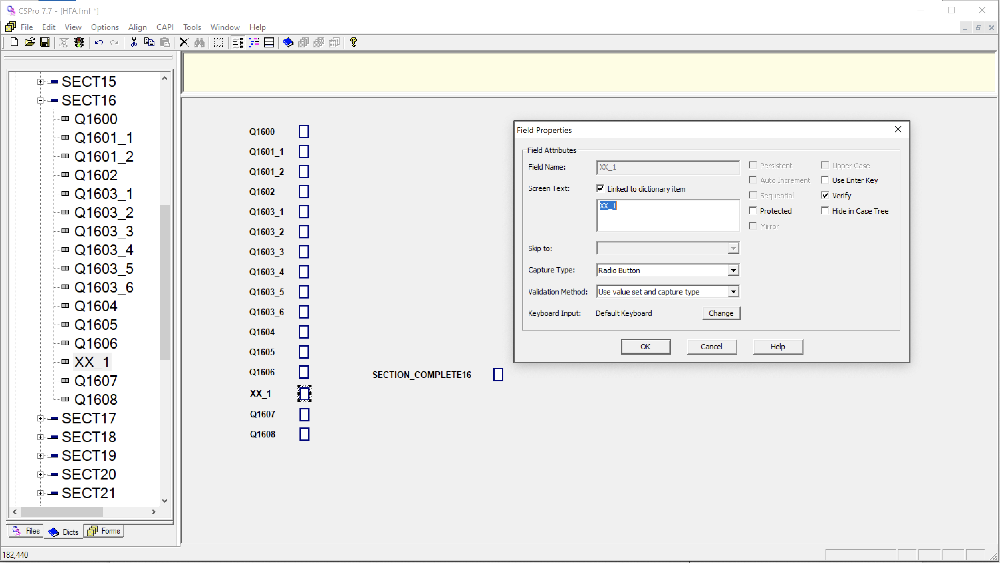 CSPro 7.7 - [HFA.fmf *]
File Edit View Options Align CAPI Tools Window Help
SECT15
SECT16
Q1600
Q1601_1
Q1601_2
Q1602
Q1603_1
Q1603_2
Q1603_3
Q1603_4
Q1603_5
Q1603_6
Q1604
Q1605
Q1606
XX_1
Q1607
Q1608
SECT17
SECT18
SECT19
SECT20
SECT21
Files Dicts Forms
Q1600
Q1601_1
Q1601_2
Q1602
Q1603_1
Q1603_2
Q1603_3
Q1603_4
Q1603_5
Q1603_6
Q1604
Q1605
Q1606
SECTION_COMPLETE16
XX_1
Q1607
Q1608
Field Properties
Field Attributes
Field Name: XX_1
Persistent Upper Case
Auto Increment Use Enter Key
Screen Text: Linked to dictionary item
Sequential Verify
XX_1
Protected Hide in Case Tree
Mirror
Skip to:
Capture Type: Radio Button
Validation Method: Use value set and capture type
Keyboard Input: Default Keyboard Change
OK Cancel Help
182,440